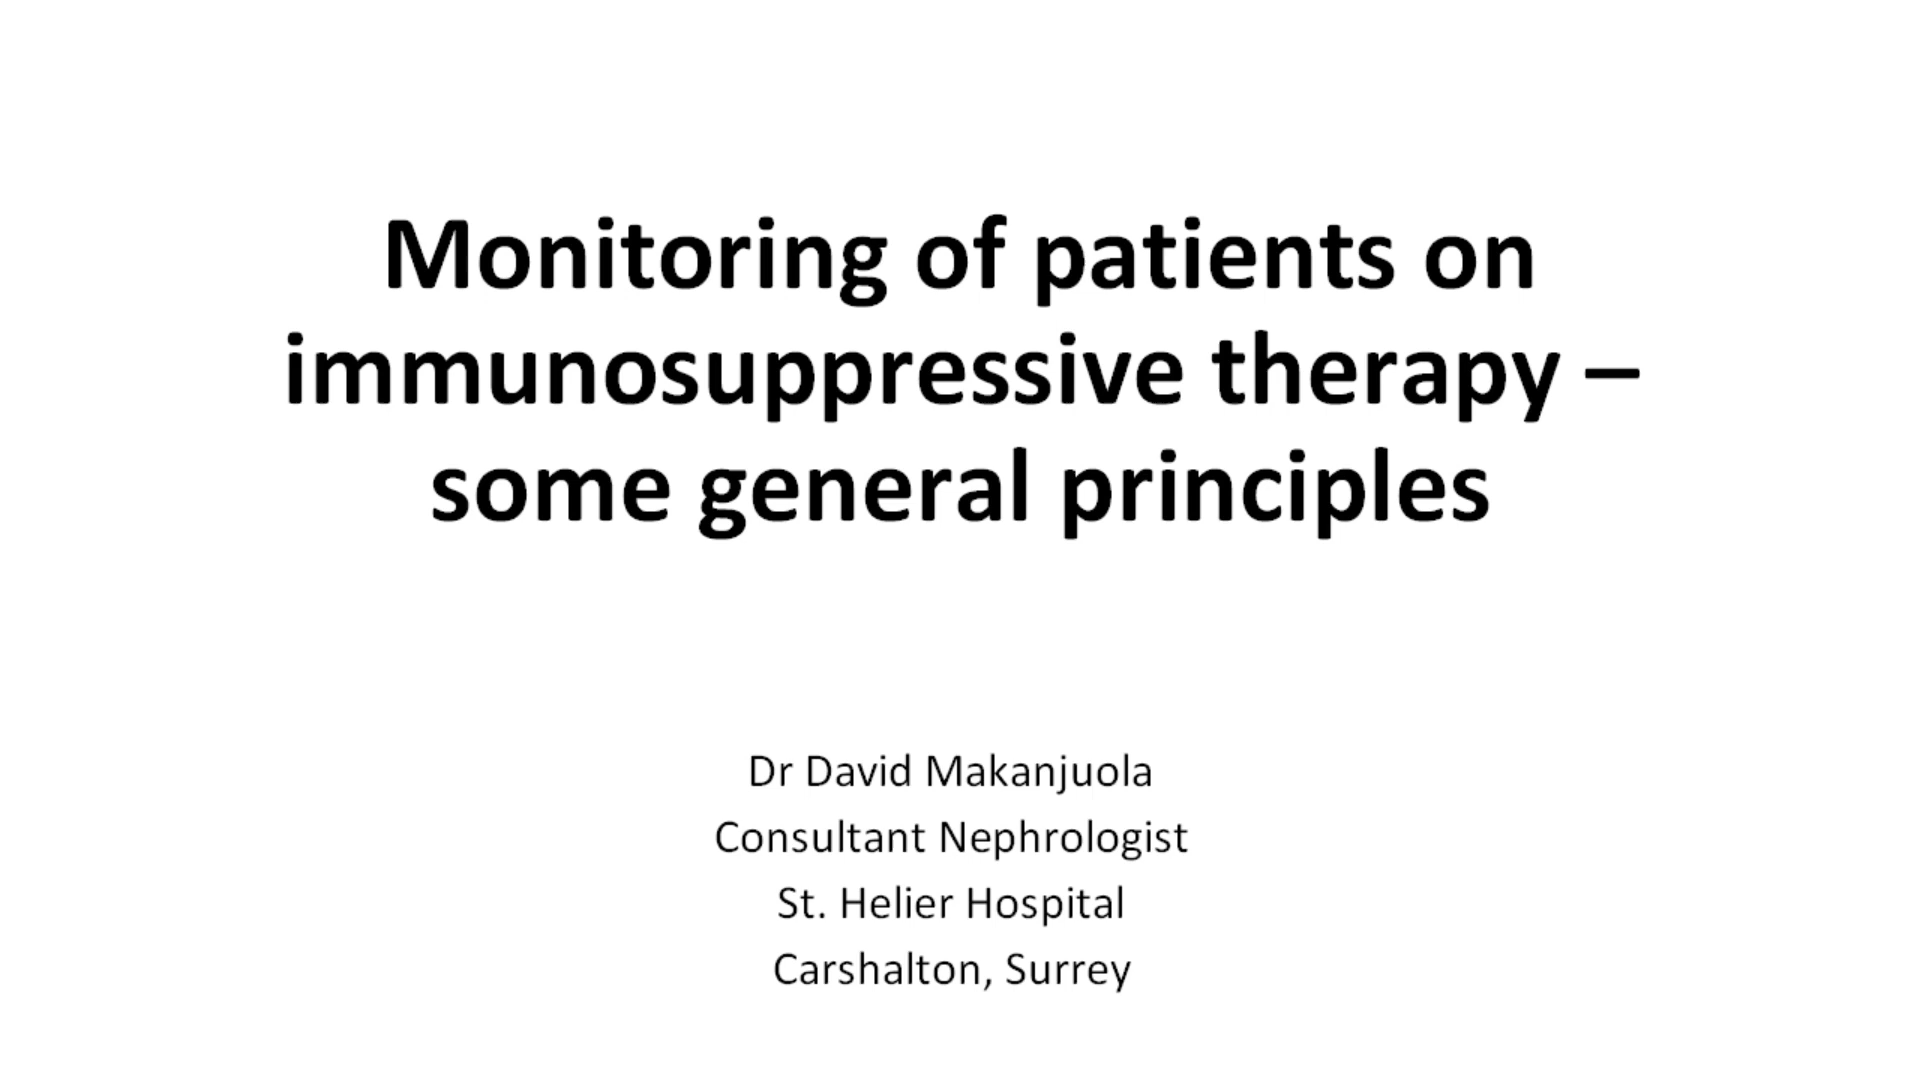 Monitoring of patients on
immunosuppressive therapy –
some general principles
Dr David Makanjuola
Consultant Nephrologist
St. Helier Hospital
Carshalton, Surrey